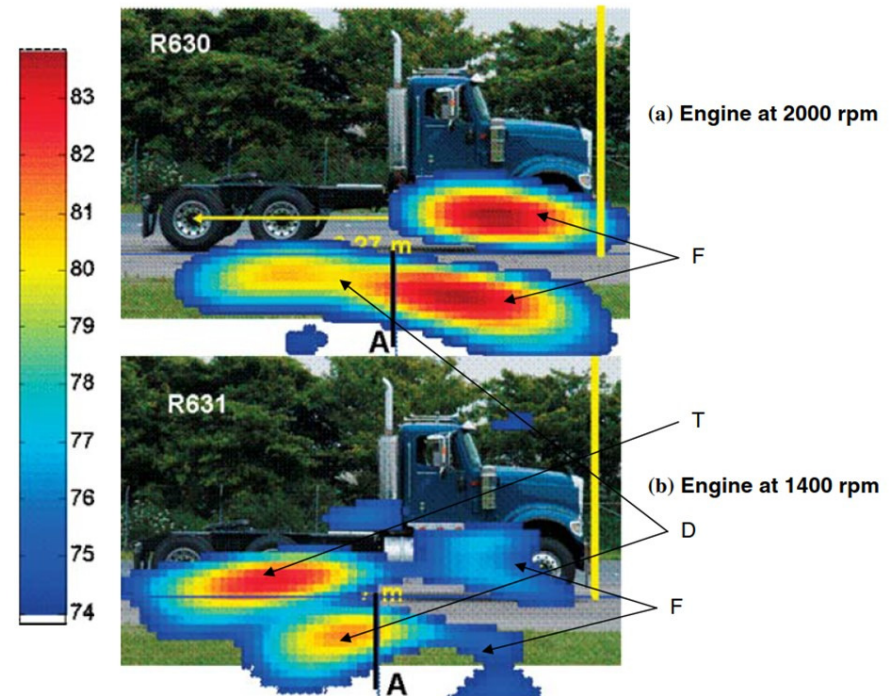 83
82
81
80
79
78
77
76
75
74
R630
(a) Engine at 2000 rpm
F
m
A
R631
T
(b) Engine at 1400 rpm
D
m
F
A